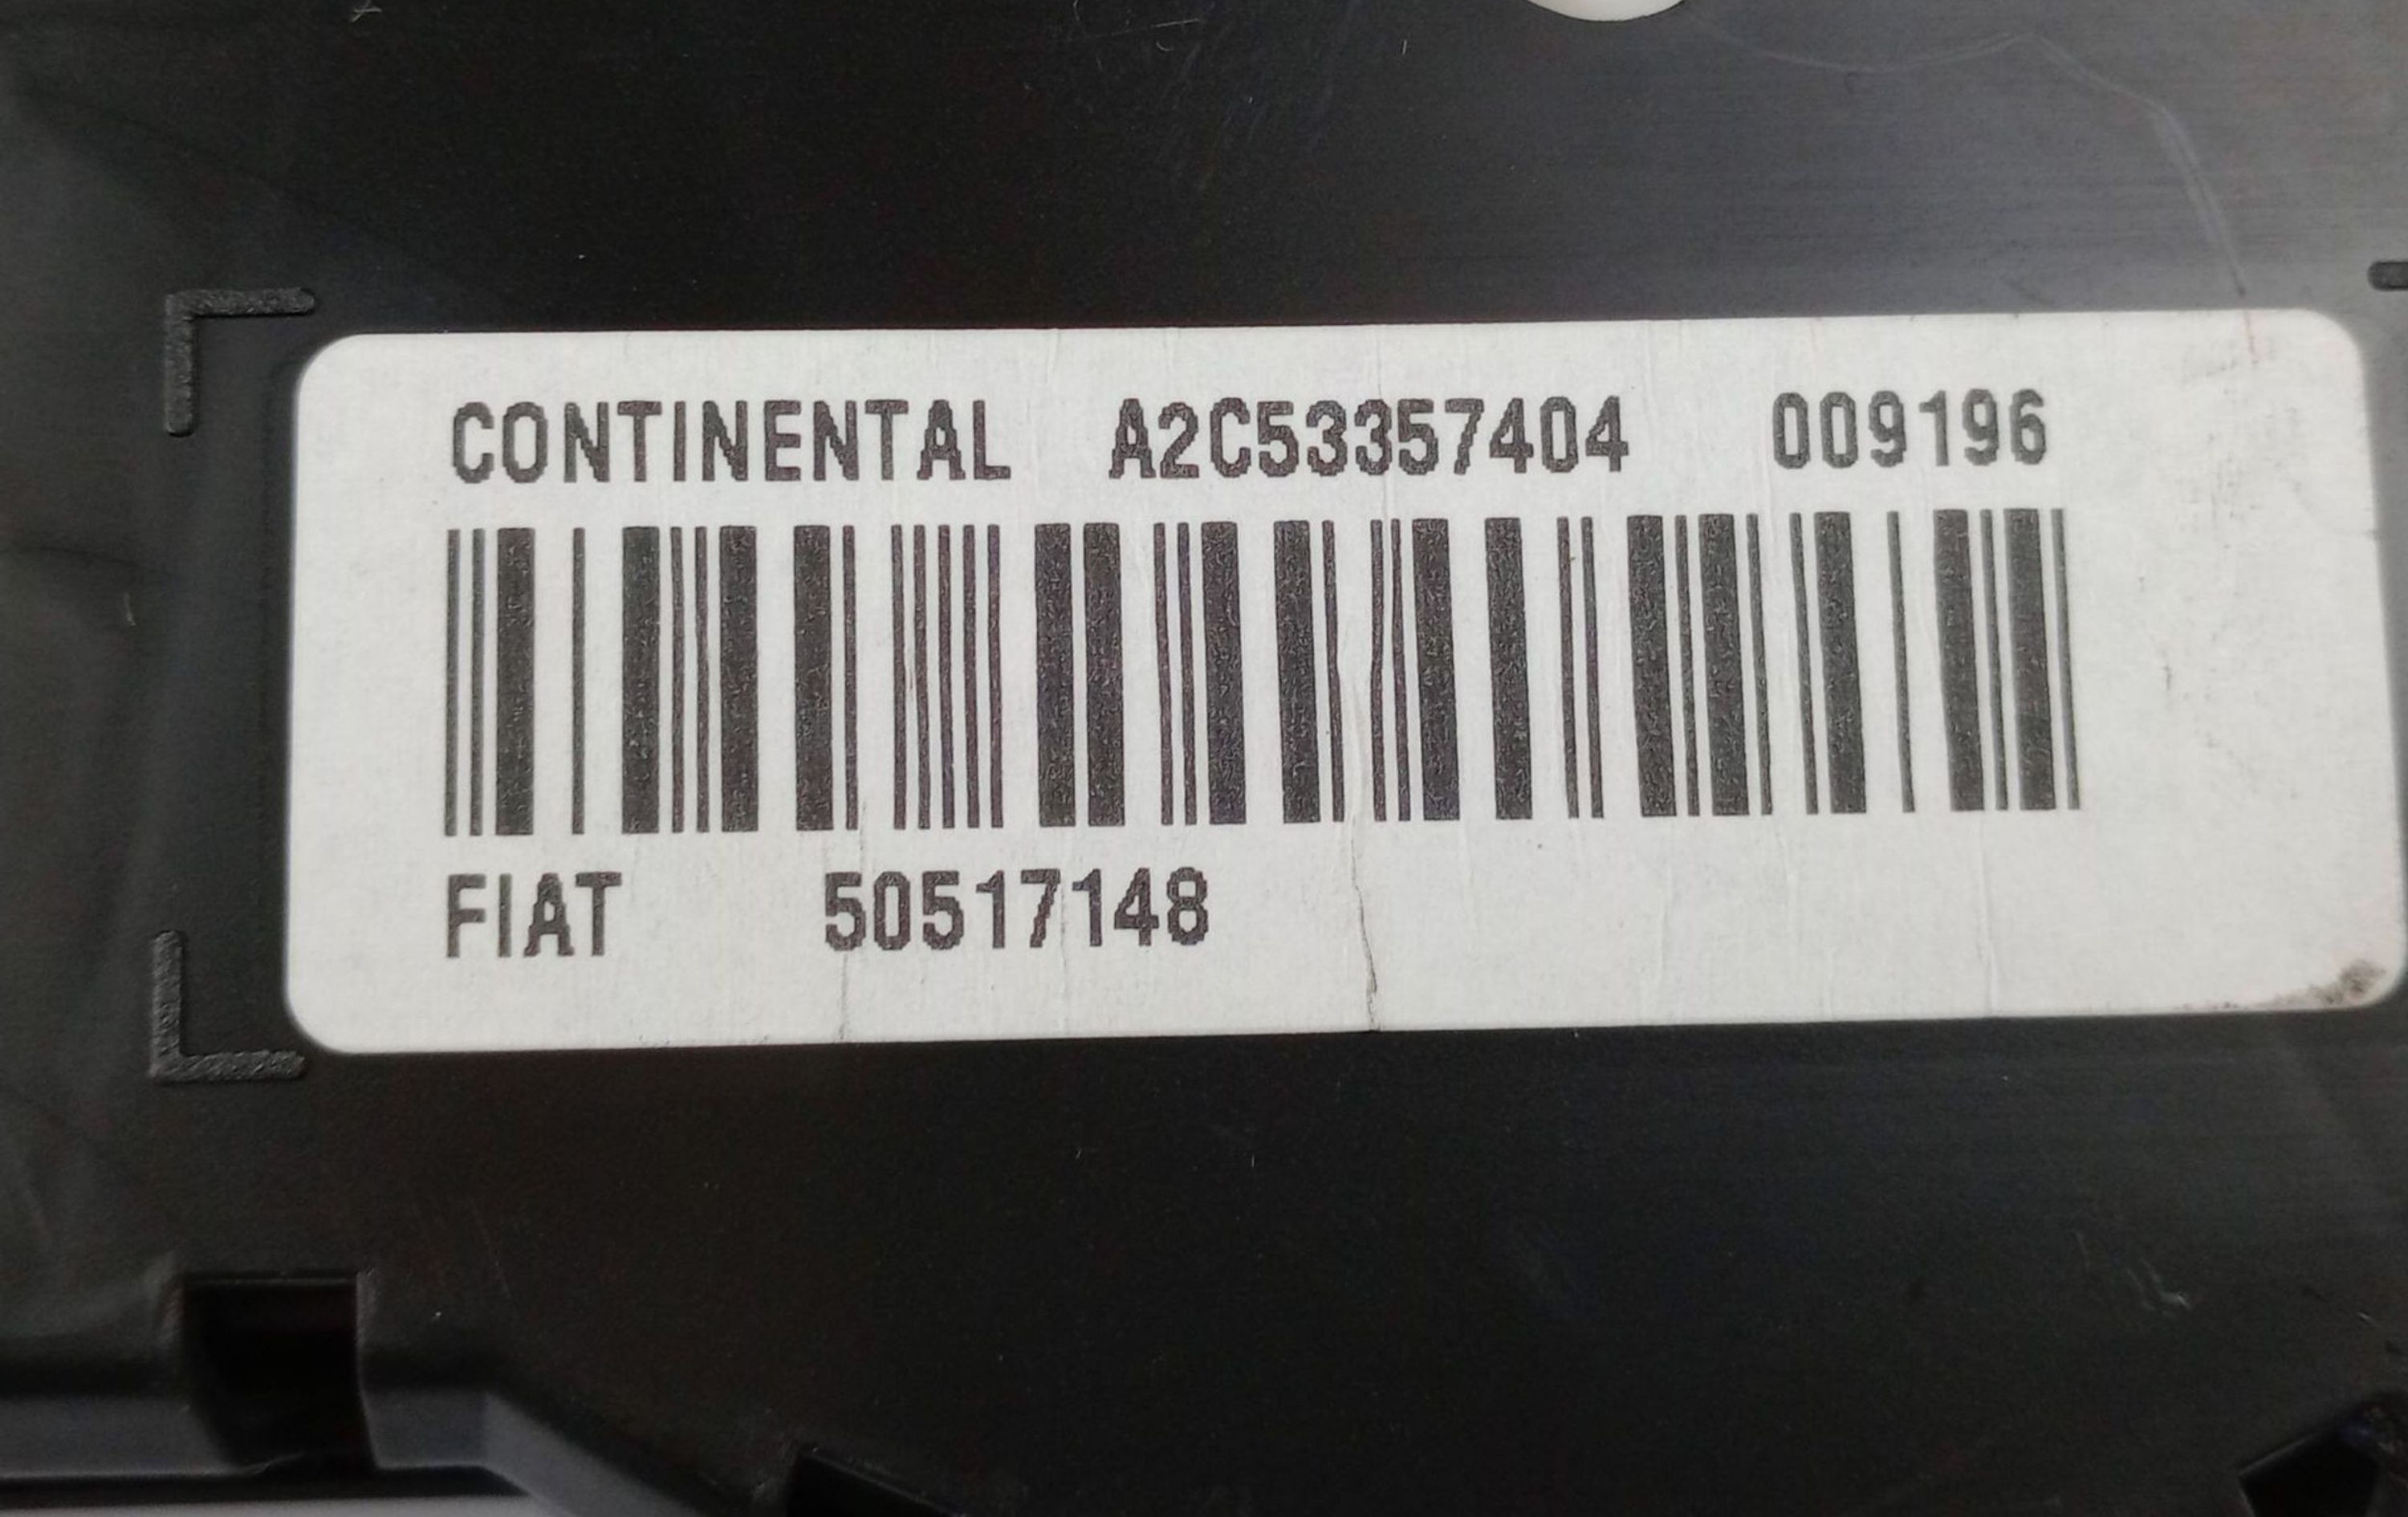 CONTINENTAL A2C53357404 009196
FIAT 50517148